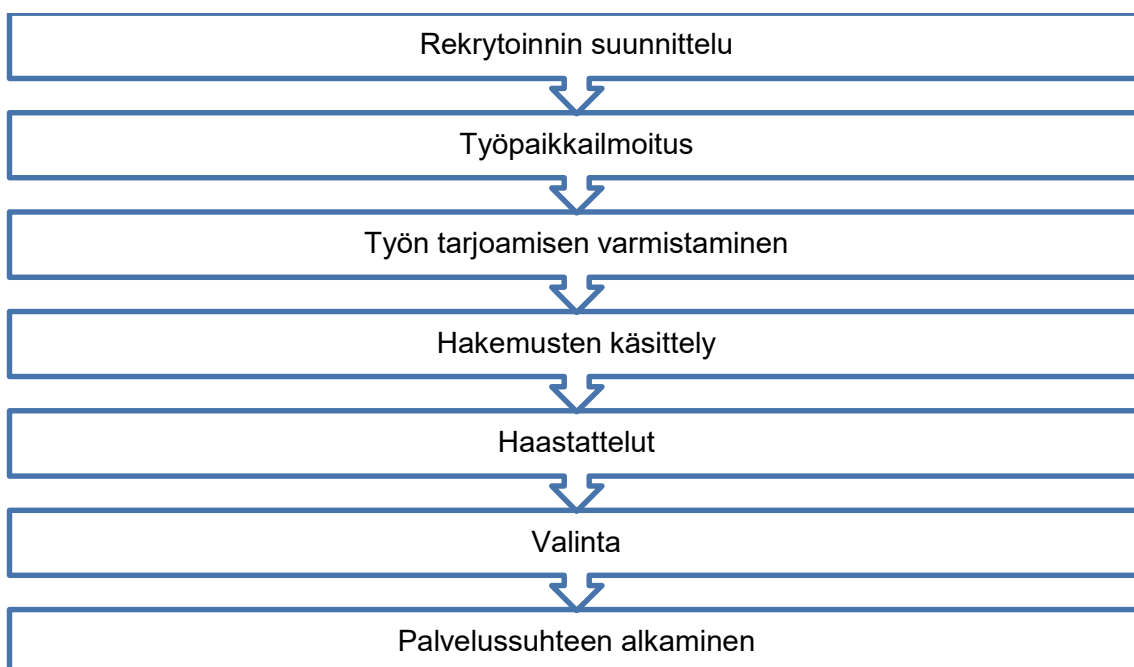 Rekrytoinnin suunnittelu
Työpaikkailmoitus
Työn tarjoamisen varmistaminen
Hakemusten käsittely
Haastattelut
Valinta
Palvelussuhteen alkaminen